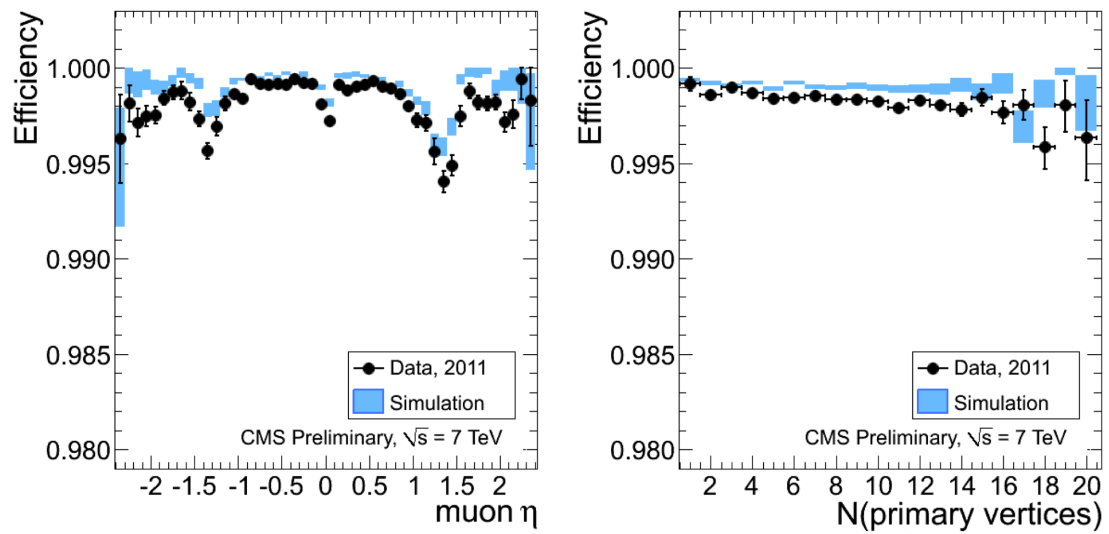 Efficiency
1.000
0.995
0.990
0.985
0.980
Data, 2011
Simulation
CMS Preliminary, √s = 7 TeV
-2 -1.5 -1 -0.5 0 0.5 1 1.5 2
muon η
Efficiency
1.000
0.995
0.990
0.985
0.980
Data, 2011
Simulation
CMS Preliminary, √s = 7 TeV
2 4 6 8 10 12 14 16 18 20
N(primary vertices)